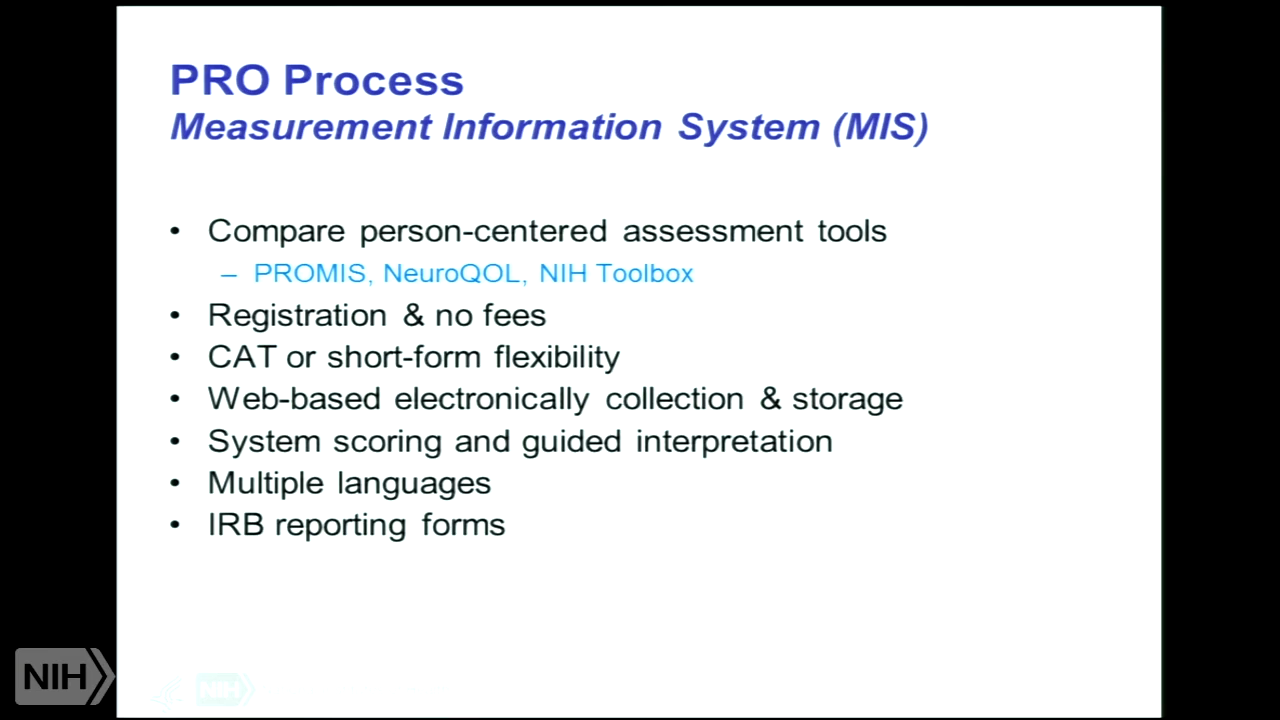 PRO Process
Measurement Information System (MIS)
• Compare person-centered assessment tools
– PROMIS, NeuroQOL, NIH Toolbox
• Registration & no fees
• CAT or short-form flexibility
• Web-based electronically collection & storage
• System scoring and guided interpretation
• Multiple languages
• IRB reporting forms
NIH
NIH